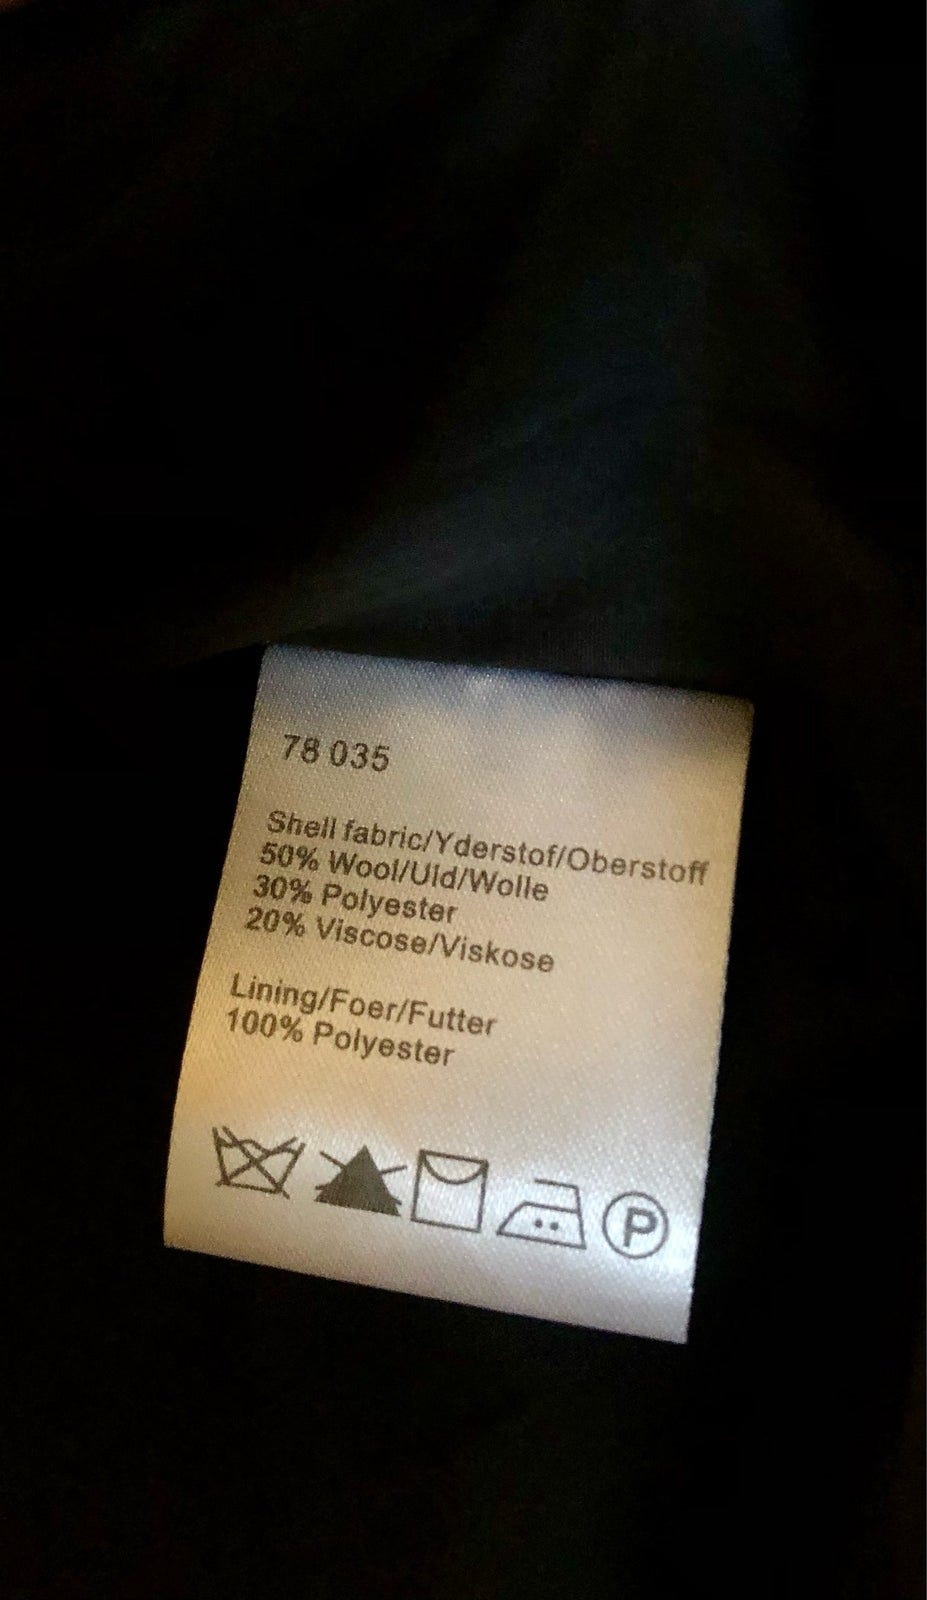 78 035
Shell fabric/Yderstof/Oberstoff
50% Wool/Uld/Wolle
30% Polyester
20% Viscose/Viskose
Lining/Foer/Futter
100% Polyester
P